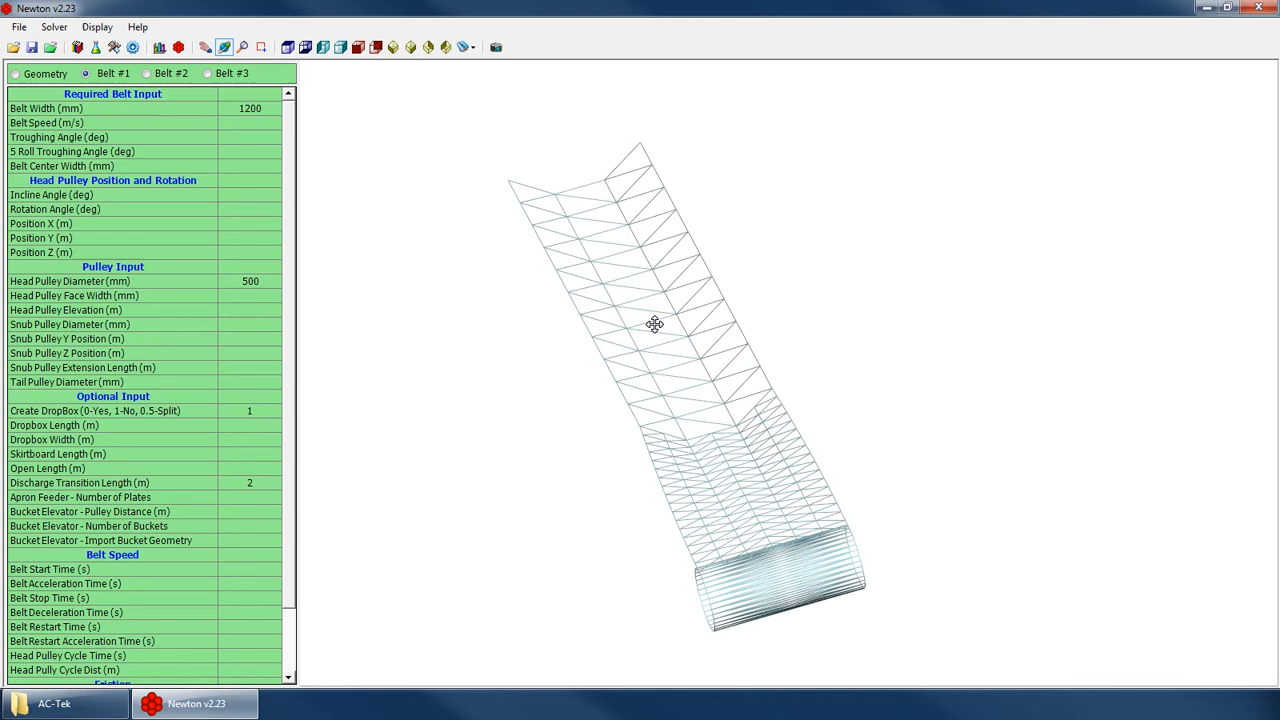 Newton v2.23
File Solver Display Help
Geometry Belt #1 Belt #2 Belt #3
Required Belt Input
Belt Width (mm) 1200
Belt Speed (m/s)
Troughing Angle (deg)
5 Roll Troughing Angle (deg)
Belt Center Width (mm)
Head Pulley Position and Rotation
Incline Angle (deg)
Rotation Angle (deg)
Position X (m)
Position Y (m)
Position Z (m)
Pulley Input
Head Pulley Diameter (mm) 500
Head Pulley Face Width (mm)
Head Pulley Elevation (m)
Snub Pulley Diameter (mm)
Snub Pulley Y Position (m)
Snub Pulley Z Position (m)
Snub Pulley Extension Length (m)
Tail Pulley Diameter (mm)
Optional Input
Create DropBox (0-Yes, 1-No, 0.5-Split) 1
Dropbox Length (m)
Dropbox Width (m)
Skirtboard Length (m)
Open Length (m)
Discharge Transition Length (m) 2
Apron Feeder - Number of Plates
Bucket Elevator - Pulley Distance (m)
Bucket Elevator - Number of Buckets
Bucket Elevator - Import Bucket Geometry
Belt Speed
Belt Start Time (s)
Belt Acceleration Time (s)
Belt Stop Time (s)
Belt Deceleration Time (s)
Belt Restart Time (s)
Belt Restart Acceleration Time (s)
Head Pulley Cycle Time (s)
Head Pully Cycle Dist (m)
Friction
AC-Tek Newton v2.23